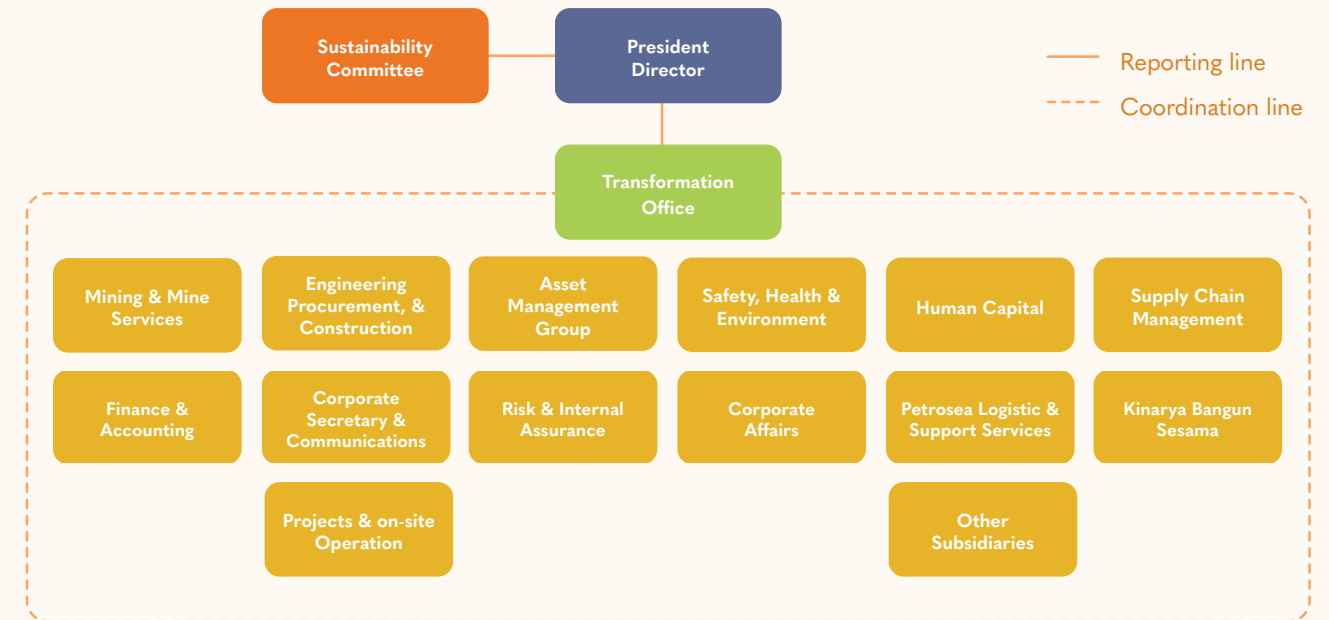 Sustainability
Committee
President
Director
Reporting line
Coordination line
Transformation
Office
Mining & Mine
Services
Engineering
Procurement, &
Construction
Asset
Management
Group
Safety, Health &
Environment
Human Capital
Supply Chain
Management
Finance &
Accounting
Corporate
Secretary &
Communications
Risk & Internal
Assurance
Corporate
Affairs
Petrosea Logistic &
Support Services
Kinarya Bangun
Sesama
Projects & on-site
Operation
Other
Subsidiaries